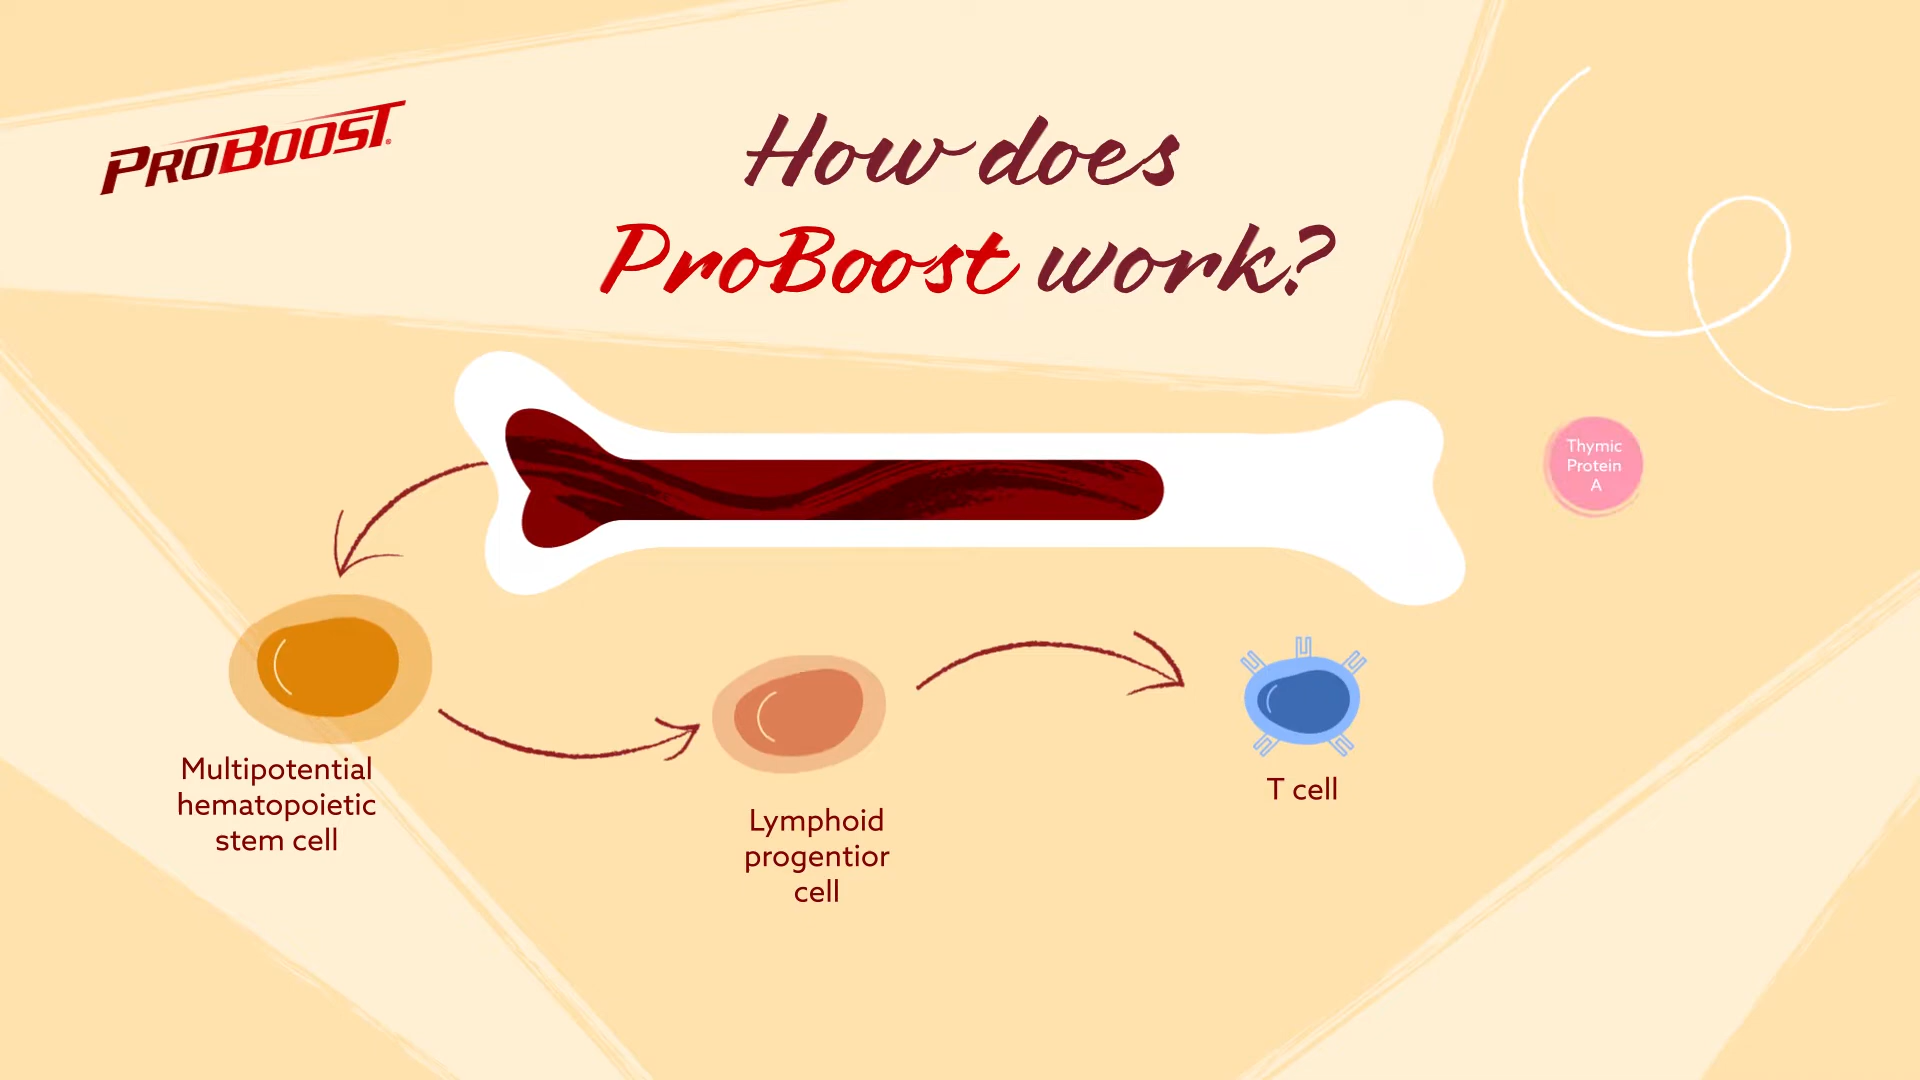 PROBOOST®
How does
ProBoost work?
Thymic
Protein
A
Multipotential
hematopoietic
stem cell
Lymphoid
progentior
cell
T cell